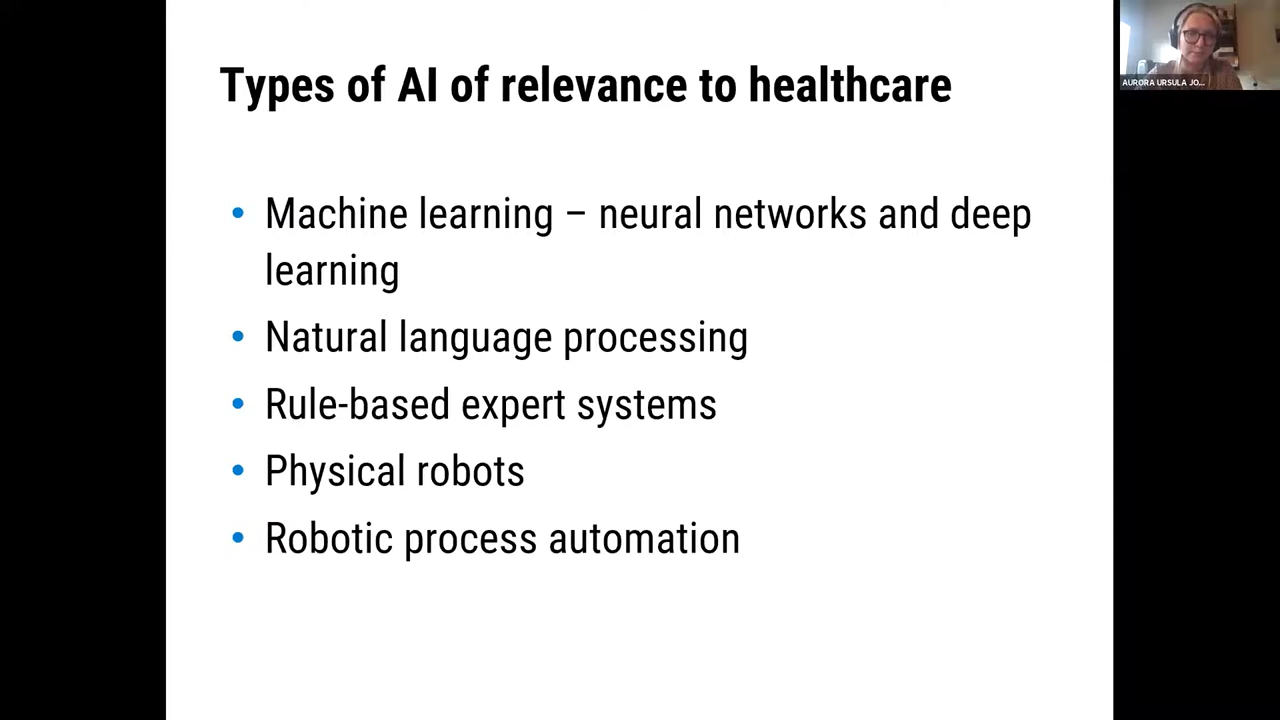 Types of AI of relevance to healthcare
• Machine learning – neural networks and deep
learning
• Natural language processing
• Rule-based expert systems
• Physical robots
• Robotic process automation
AURORA URSULA JO...